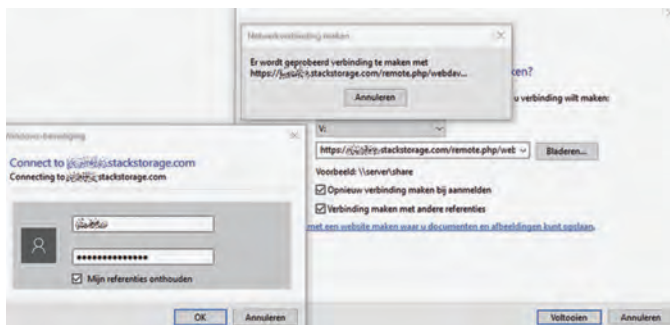 Netwerkverbinding maken
Er wordt geprobeerd verbinding te maken met
https:// .stackstorage.com/remote.php/webdav...
Annuleren
ken?
u verbinding wilt maken:
V:
https:// .stackstorage.com/remote.php/wet
Bladeren...
Voorbeeld: \\server\share
Opnieuw verbinding maken bij aanmelden
Verbinding maken met andere referenties
met een website maken waar u documenten en afbeeldingen kunt opslaan.
Voltooien
Annuleren
Windows-beveiliging
Connect to .stackstorage.com
Connecting to .stackstorage.com
••••••••••••••
Mijn referenties onthouden
OK
Annuleren